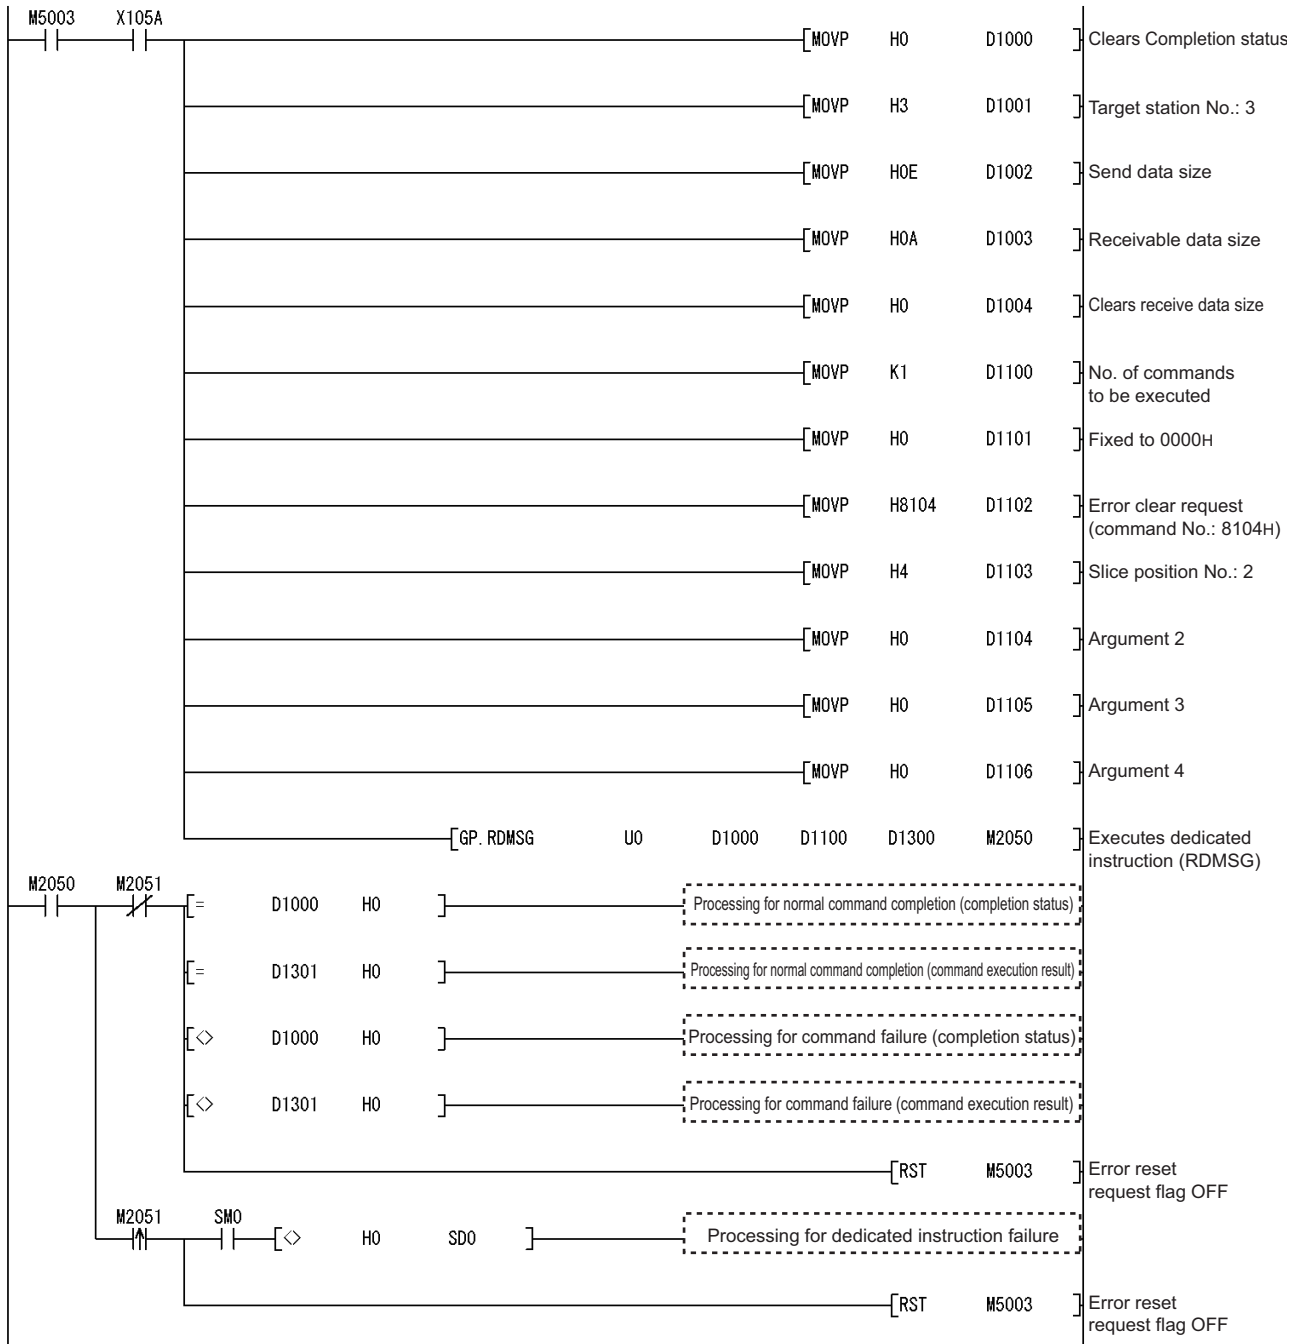 M5003 X105A
MOVP H0 D1000 Clears Completion status
MOVP H3 D1001 Target station No.: 3
MOVP H0E D1002 Send data size
MOVP H0A D1003 Receivable data size
MOVP H0 D1004 Clears receive data size
MOVP K1 D1100 No. of commands
to be executed
MOVP H0 D1101 Fixed to 0000H
MOVP H8104 D1102 Error clear request
(command No.: 8104H)
MOVP H4 D1103 Slice position No.: 2
MOVP H0 D1104 Argument 2
MOVP H0 D1105 Argument 3
MOVP H0 D1106 Argument 4
GP.RDMSG U0 D1000 D1100 D1300 M2050 Executes dedicated
instruction (RDMSG)
M2050 M2051
= D1000 H0 Processing for normal command completion (completion status)
= D1301 H0 Processing for normal command completion (command execution result)
<> D1000 H0 Processing for command failure (completion status)
<> D1301 H0 Processing for command failure (command execution result)
RST M5003 Error reset
request flag OFF
M2051 SM0
<> H0 SD0 Processing for dedicated instruction failure
RST M5003 Error reset
request flag OFF